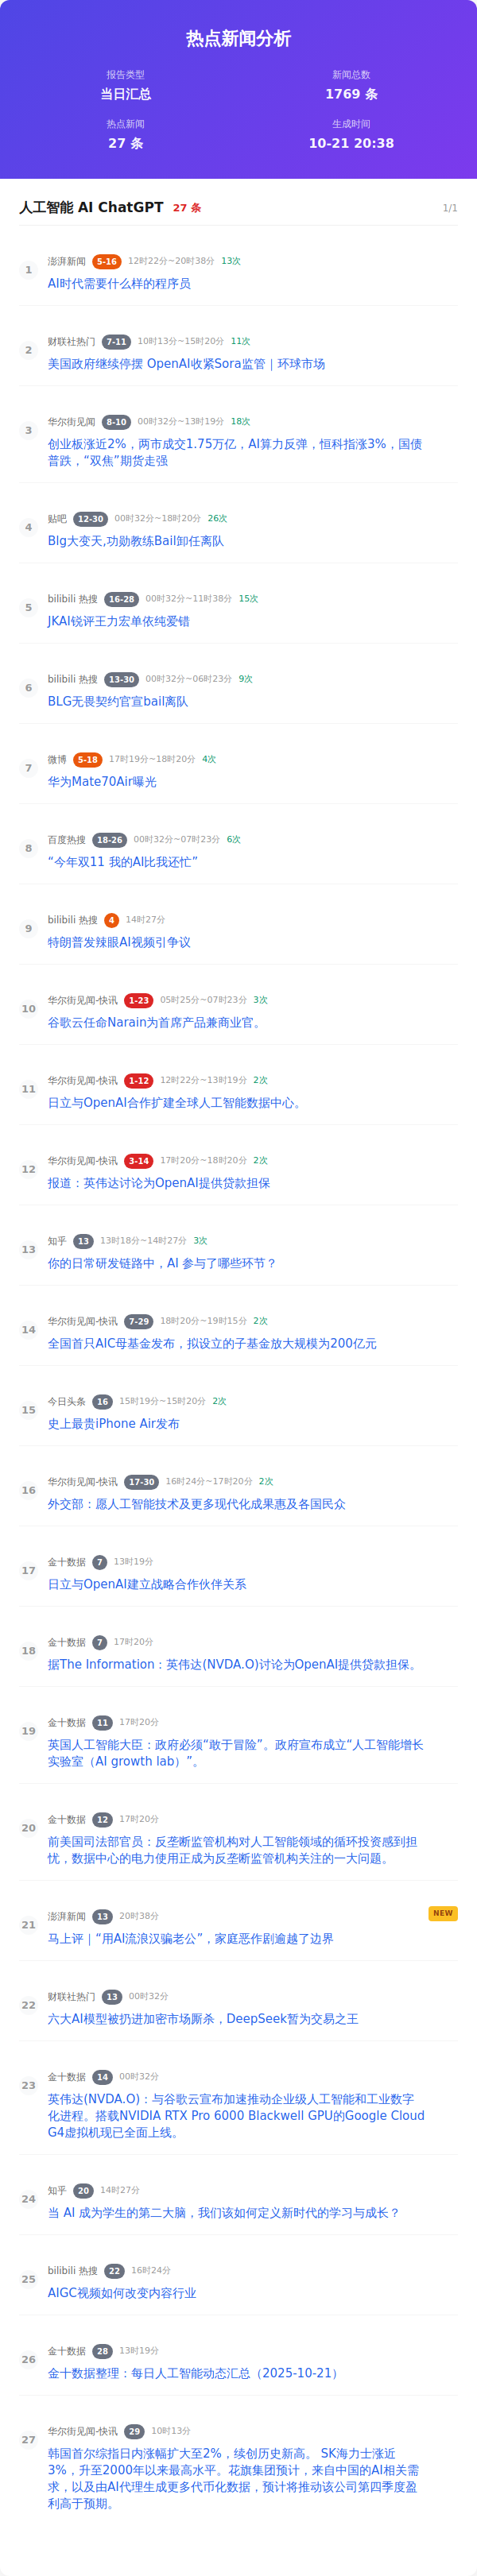 热点新闻分析
报告类型
新闻总数
当日汇总
1769 条
热点新闻
生成时间
27 条
10-21 20:38
人工智能 AI ChatGPT 27 条 1/1
1
澎湃新闻 5-16 12时22分~20时38分 13次
AI时代需要什么样的程序员
2
财联社热门 7-11 10时13分~15时20分 11次
美国政府继续停摆 OpenAI收紧Sora监管｜环球市场
3
华尔街见闻 8-10 00时32分~13时19分 18次
创业板涨近2%，两市成交1.75万亿，AI算力反弹，恒科指涨3%，国债
普跌，“双焦”期货走强
4
贴吧 12-30 00时32分~18时20分 26次
Blg大变天,功勋教练Bail卸任离队
5
bilibili 热搜 16-28 00时32分~11时38分 15次
JKAI锐评王力宏单依纯爱错
6
bilibili 热搜 13-30 00时32分~06时23分 9次
BLG无畏契约官宣bail离队
7
微博 5-18 17时19分~18时20分 4次
华为Mate70Air曝光
8
百度热搜 18-26 00时32分~07时23分 6次
“今年双11 我的AI比我还忙”
9
bilibili 热搜 4 14时27分
特朗普发辣眼AI视频引争议
10
华尔街见闻-快讯 1-23 05时25分~07时23分 3次
谷歌云任命Narain为首席产品兼商业官。
11
华尔街见闻-快讯 1-12 12时22分~13时19分 2次
日立与OpenAI合作扩建全球人工智能数据中心。
12
华尔街见闻-快讯 3-14 17时20分~18时20分 2次
报道：英伟达讨论为OpenAI提供贷款担保
13
知乎 13 13时18分~14时27分 3次
你的日常研发链路中，AI 参与了哪些环节？
14
华尔街见闻-快讯 7-29 18时20分~19时15分 2次
全国首只AIC母基金发布，拟设立的子基金放大规模为200亿元
15
今日头条 16 15时19分~15时20分 2次
史上最贵iPhone Air发布
16
华尔街见闻-快讯 17-30 16时24分~17时20分 2次
外交部：愿人工智能技术及更多现代化成果惠及各国民众
17
金十数据 7 13时19分
日立与OpenAI建立战略合作伙伴关系
18
金十数据 7 17时20分
据The Information：英伟达(NVDA.O)讨论为OpenAI提供贷款担保。
19
金十数据 11 17时20分
英国人工智能大臣：政府必须“敢于冒险”。政府宣布成立“人工智能增长
实验室（AI growth lab）”。
20
金十数据 12 17时20分
前美国司法部官员：反垄断监管机构对人工智能领域的循环投资感到担
忧，数据中心的电力使用正成为反垄断监管机构关注的一大问题。
21
澎湃新闻 13 20时38分 NEW
马上评｜“用AI流浪汉骗老公”，家庭恶作剧逾越了边界
22
财联社热门 13 00时32分
六大AI模型被扔进加密市场厮杀，DeepSeek暂为交易之王
23
金十数据 14 00时32分
英伟达(NVDA.O)：与谷歌云宣布加速推动企业级人工智能和工业数字
化进程。搭载NVIDIA RTX Pro 6000 Blackwell GPU的Google Cloud
G4虚拟机现已全面上线。
24
知乎 20 14时27分
当 AI 成为学生的第二大脑，我们该如何定义新时代的学习与成长？
25
bilibili 热搜 22 16时24分
AIGC视频如何改变内容行业
26
金十数据 28 13时19分
金十数据整理：每日人工智能动态汇总（2025-10-21）
27
华尔街见闻-快讯 29 10时13分
韩国首尔综指日内涨幅扩大至2%，续创历史新高。 SK海力士涨近
3%，升至2000年以来最高水平。花旗集团预计，来自中国的AI相关需
求，以及由AI代理生成更多代币化数据，预计将推动该公司第四季度盈
利高于预期。